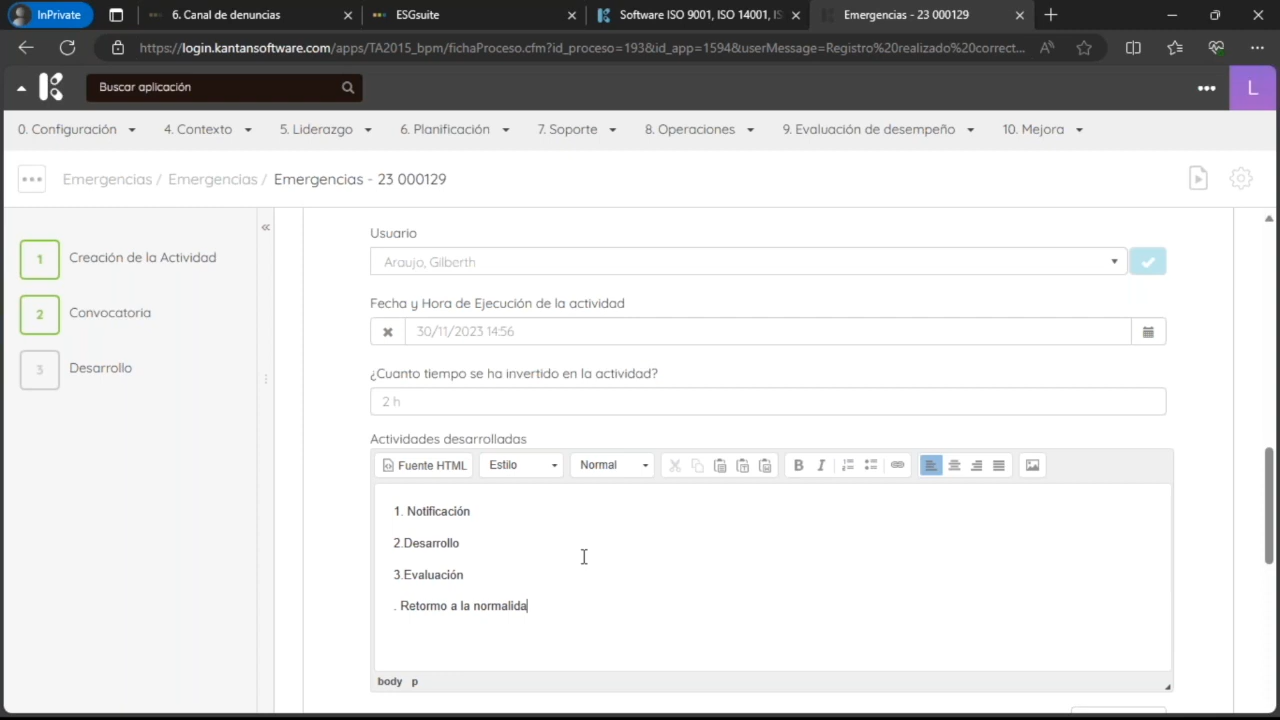 InPrivate
6. Canal de denuncias
ESGsuite
Software ISO 9001, ISO 14001, IS
Emergencias - 23 000129
https://login.kantansoftware.com/apps/TA2015_bpm/fichaProceso.cfm?id_proceso=193&id_app=1594&userMessage=Registro%20realizado%20correct...
Buscar aplicación
L
0. Configuración
4. Contexto
5. Liderazgo
6. Planificación
7. Soporte
8. Operaciones
9. Evaluación de desempeño
10. Mejora
Emergencias / Emergencias / Emergencias - 23 000129
1 Creación de la Actividad
2 Convocatoria
3 Desarrollo
Usuario
Araujo, Gilberth
Fecha y Hora de Ejecución de la actividad
30/11/2023 14:56
¿Cuanto tiempo se ha invertido en la actividad?
2 h
Actividades desarrolladas
Fuente HTML
Estilo
Normal
B I
1. Notificación
2.Desarrollo
3.Evaluación
. Retormo a la normalida
body p